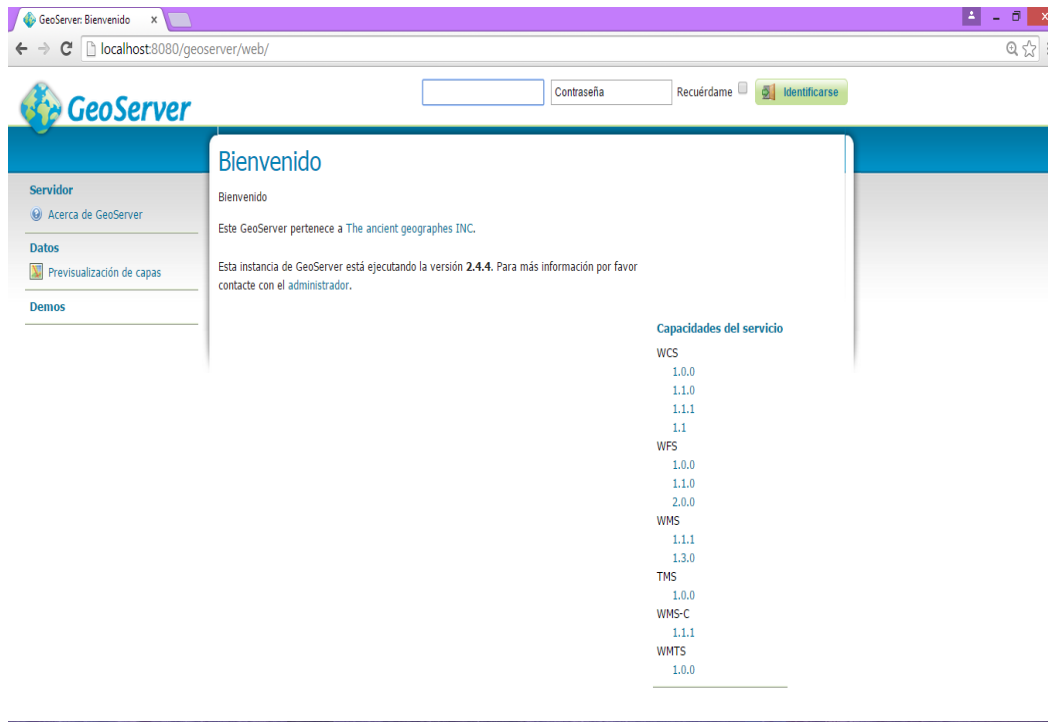 GeoServer: Bienvenido
localhost:8080/geoserver/web/
GeoServer
Contraseña
Recuérdame
Identificarse
Bienvenido
Servidor
Acerca de GeoServer
Datos
Previsualización de capas
Demos
Bienvenido
Este GeoServer pertenece a The ancient geographes INC.
Esta instancia de GeoServer está ejecutando la versión 2.4.4. Para más información por favor
contacte con el administrador.
Capacidades del servicio
WCS
1.0.0
1.1.0
1.1.1
1.1
WFS
1.0.0
1.1.0
2.0.0
WMS
1.1.1
1.3.0
TMS
1.0.0
WMS-C
1.1.1
WMTS
1.0.0